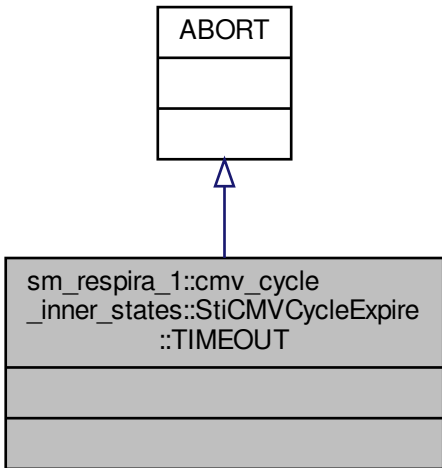 ABORT
sm_respira_1::cmv_cycle
_inner_states::StiCMVCycleExpire
::TIMEOUT